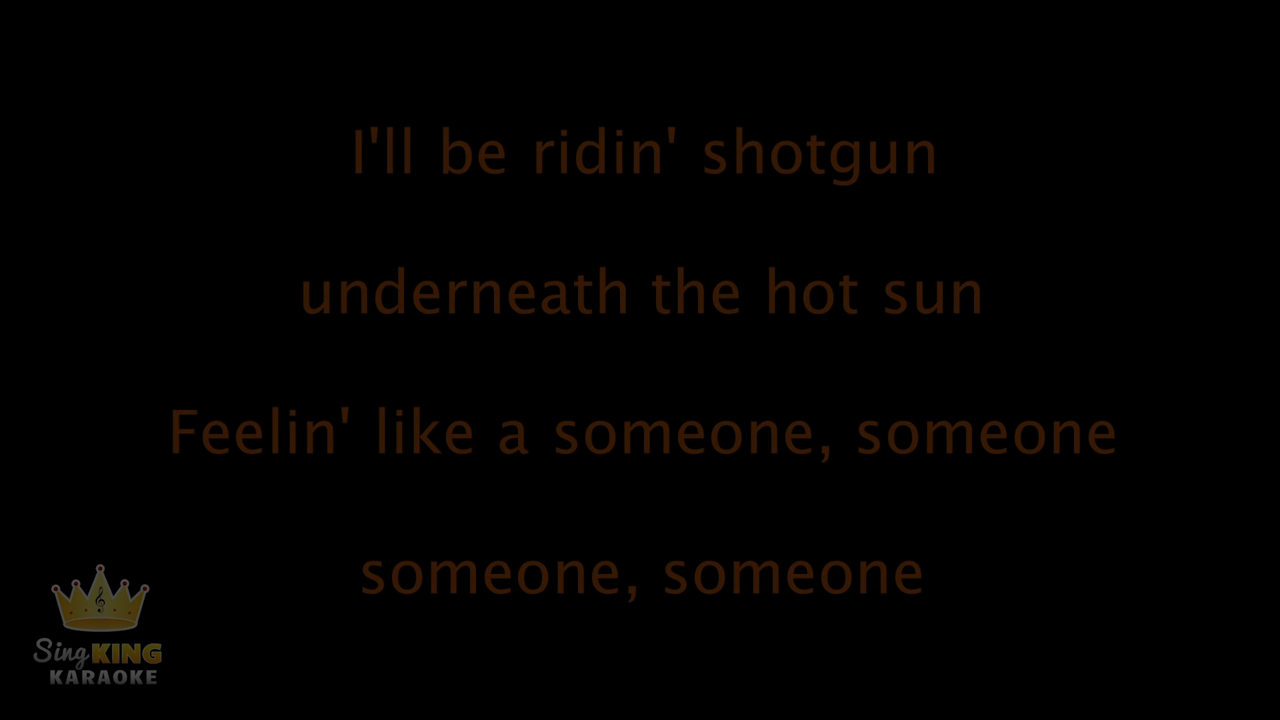 I'll be ridin' shotgun
underneath the hot sun
Feelin' like a someone, someone
someone, someone
Sing KING
KARAOKE